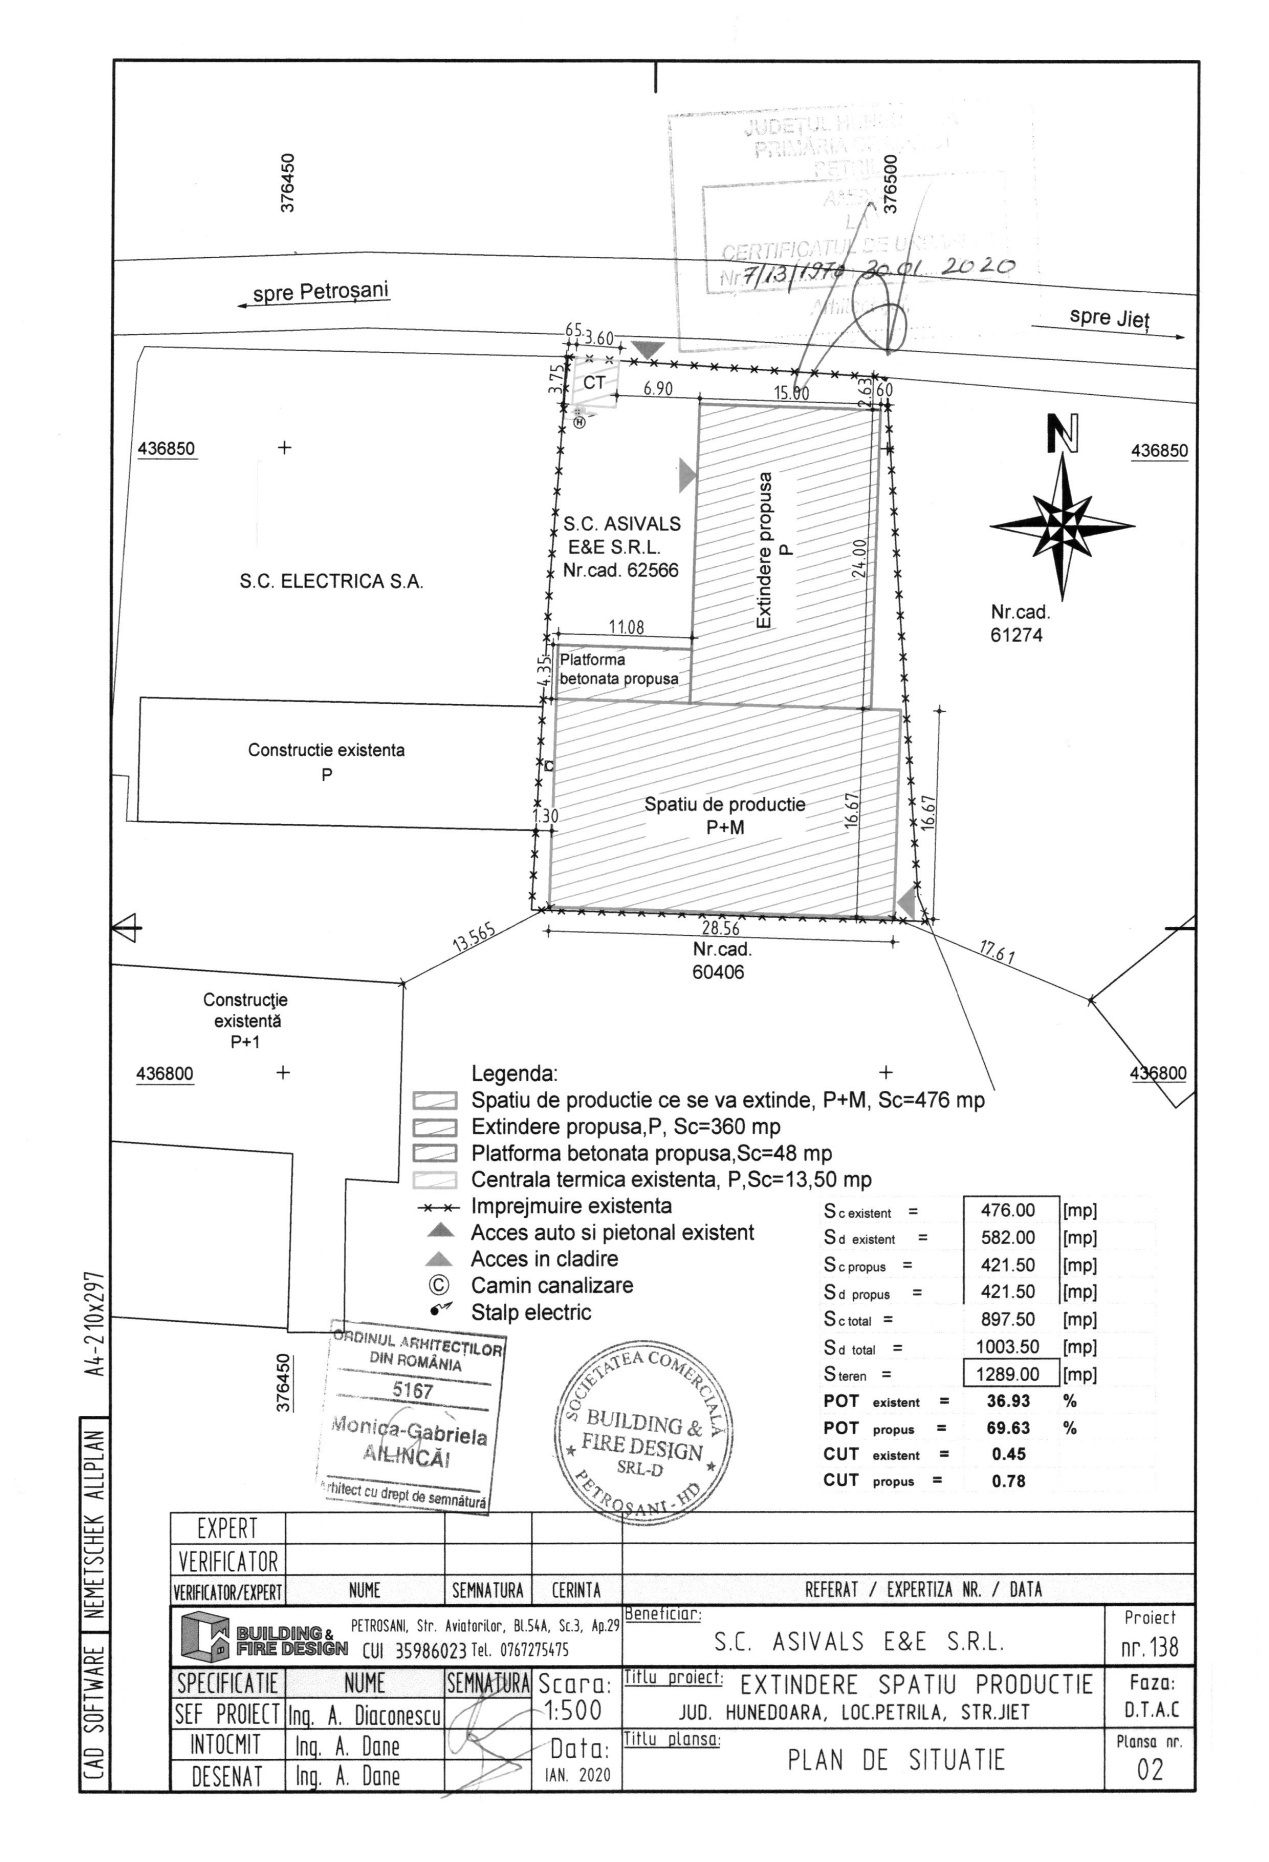 JUDEŢUL
PRIMĂRIA
PETRILA
LA
CERTIFICATUL DE
Nr. 7/13/1970 30.01. 2020
376450
376500
spre Petroşani
spre Jieţ
65
3.60
3.75
CT
6.90
15.00
2.63
60
H
436850
436850
N
S.C. ASIVALS
E&E S.R.L.
Nr.cad. 62566
Extindere propusa
P
24.00
S.C. ELECTRICA S.A.
Nr.cad.
61274
11.08
4.35
Platforma
betonata propusa
Constructie existenta
P
C
1.30
Spatiu de productie
P+M
16.67
16.67
28.56
13.565
17.61
Nr.cad.
60406
Construcţie
existentă
P+1
436800
436800
Legenda:
Spatiu de productie ce se va extinde, P+M, Sc=476 mp
Extindere propusa,P, Sc=360 mp
Platforma betonata propusa,Sc=48 mp
Centrala termica existenta, P,Sc=13,50 mp
Imprejmuire existenta
Acces auto si pietonal existent
Acces in cladire
C Camin canalizare
Stalp electric
S c existent = 476.00 [mp]
S d existent = 582.00 [mp]
S c propus = 421.50 [mp]
S d propus = 421.50 [mp]
S c total = 897.50 [mp]
S d total = 1003.50 [mp]
S teren = 1289.00 [mp]
POT existent = 36.93 %
POT propus = 69.63 %
CUT existent = 0.45
CUT propus = 0.78
376450
ORDINUL ARHITECŢILOR
DIN ROMÂNIA
5167
Monica-Gabriela
AILINCĂI
Arhitect cu drept de semnătură
SOCIETATEA COMERCIALĂ
BUILDING &
FIRE DESIGN
SRL-D
PETROŞANI - HD
A4-210x297
CAD SOFTWARE NEMETSCHEK ALLPLAN
EXPERT
VERIFICATOR
VERIFICATOR/EXPERT NUME SEMNATURA CERINTA REFERAT / EXPERTIZA NR. / DATA
BUILDING &
FIRE DESIGN
PETROSANI, Str. Aviatorilor, Bl.54A, Sc.3, Ap.29
CUI 35986023 Tel. 0767275475
Beneficiar:
S.C. ASIVALS E&E S.R.L.
Proiect
nr. 138
SPECIFICATIE NUME SEMNATURA
SEF PROIECT Ing. A. Diaconescu
INTOCMIT Ing. A. Dane
DESENAT Ing. A. Dane
Scara:
1:500
Data:
IAN. 2020
Titlu proiect: EXTINDERE SPATIU PRODUCTIE
JUD. HUNEDOARA, LOC.PETRILA, STR.JIET
Faza:
D.T.A.C
Titlu plansa:
PLAN DE SITUATIE
Plansa nr.
02